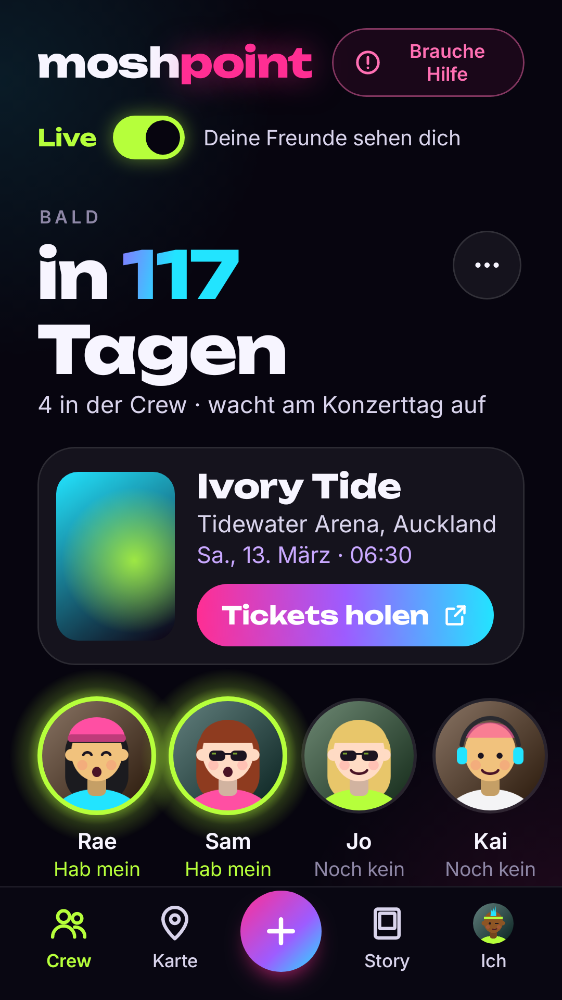 moshpoint
Brauche
Hilfe
Live
Deine Freunde sehen dich
BALD
in 117
Tagen
4 in der Crew · wacht am Konzerttag auf
Ivory Tide
Tidewater Arena, Auckland
Sa., 13. März · 06:30
Tickets holen
Rae
Sam
Jo
Kai
Hab mein
Hab mein
Noch kein
Noch kein
Crew
Karte
Story
Ich